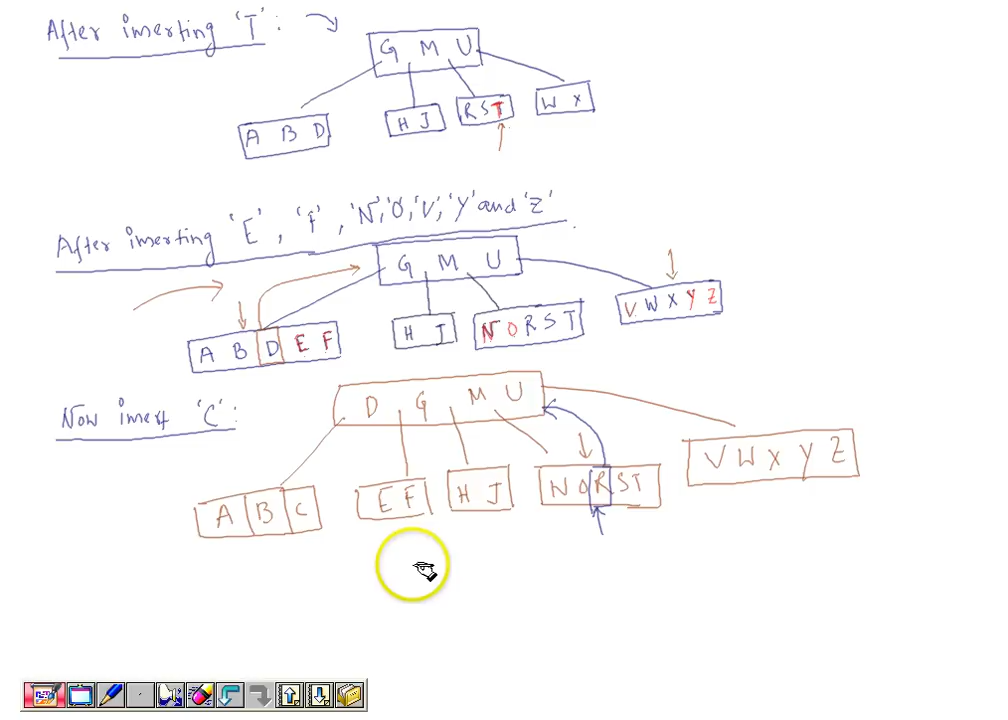 After inserting 'T' :
G M U
A B D
H J
R S T
W X
After inserting 'E', 'F', 'N', 'O', 'V', 'Y' and 'Z'.
G M U
A B D E F
H J
N O R S T
V W X Y Z
Now insert 'C' :
D G M U
A B C
E F
H J
N O R S T
V W X Y Z